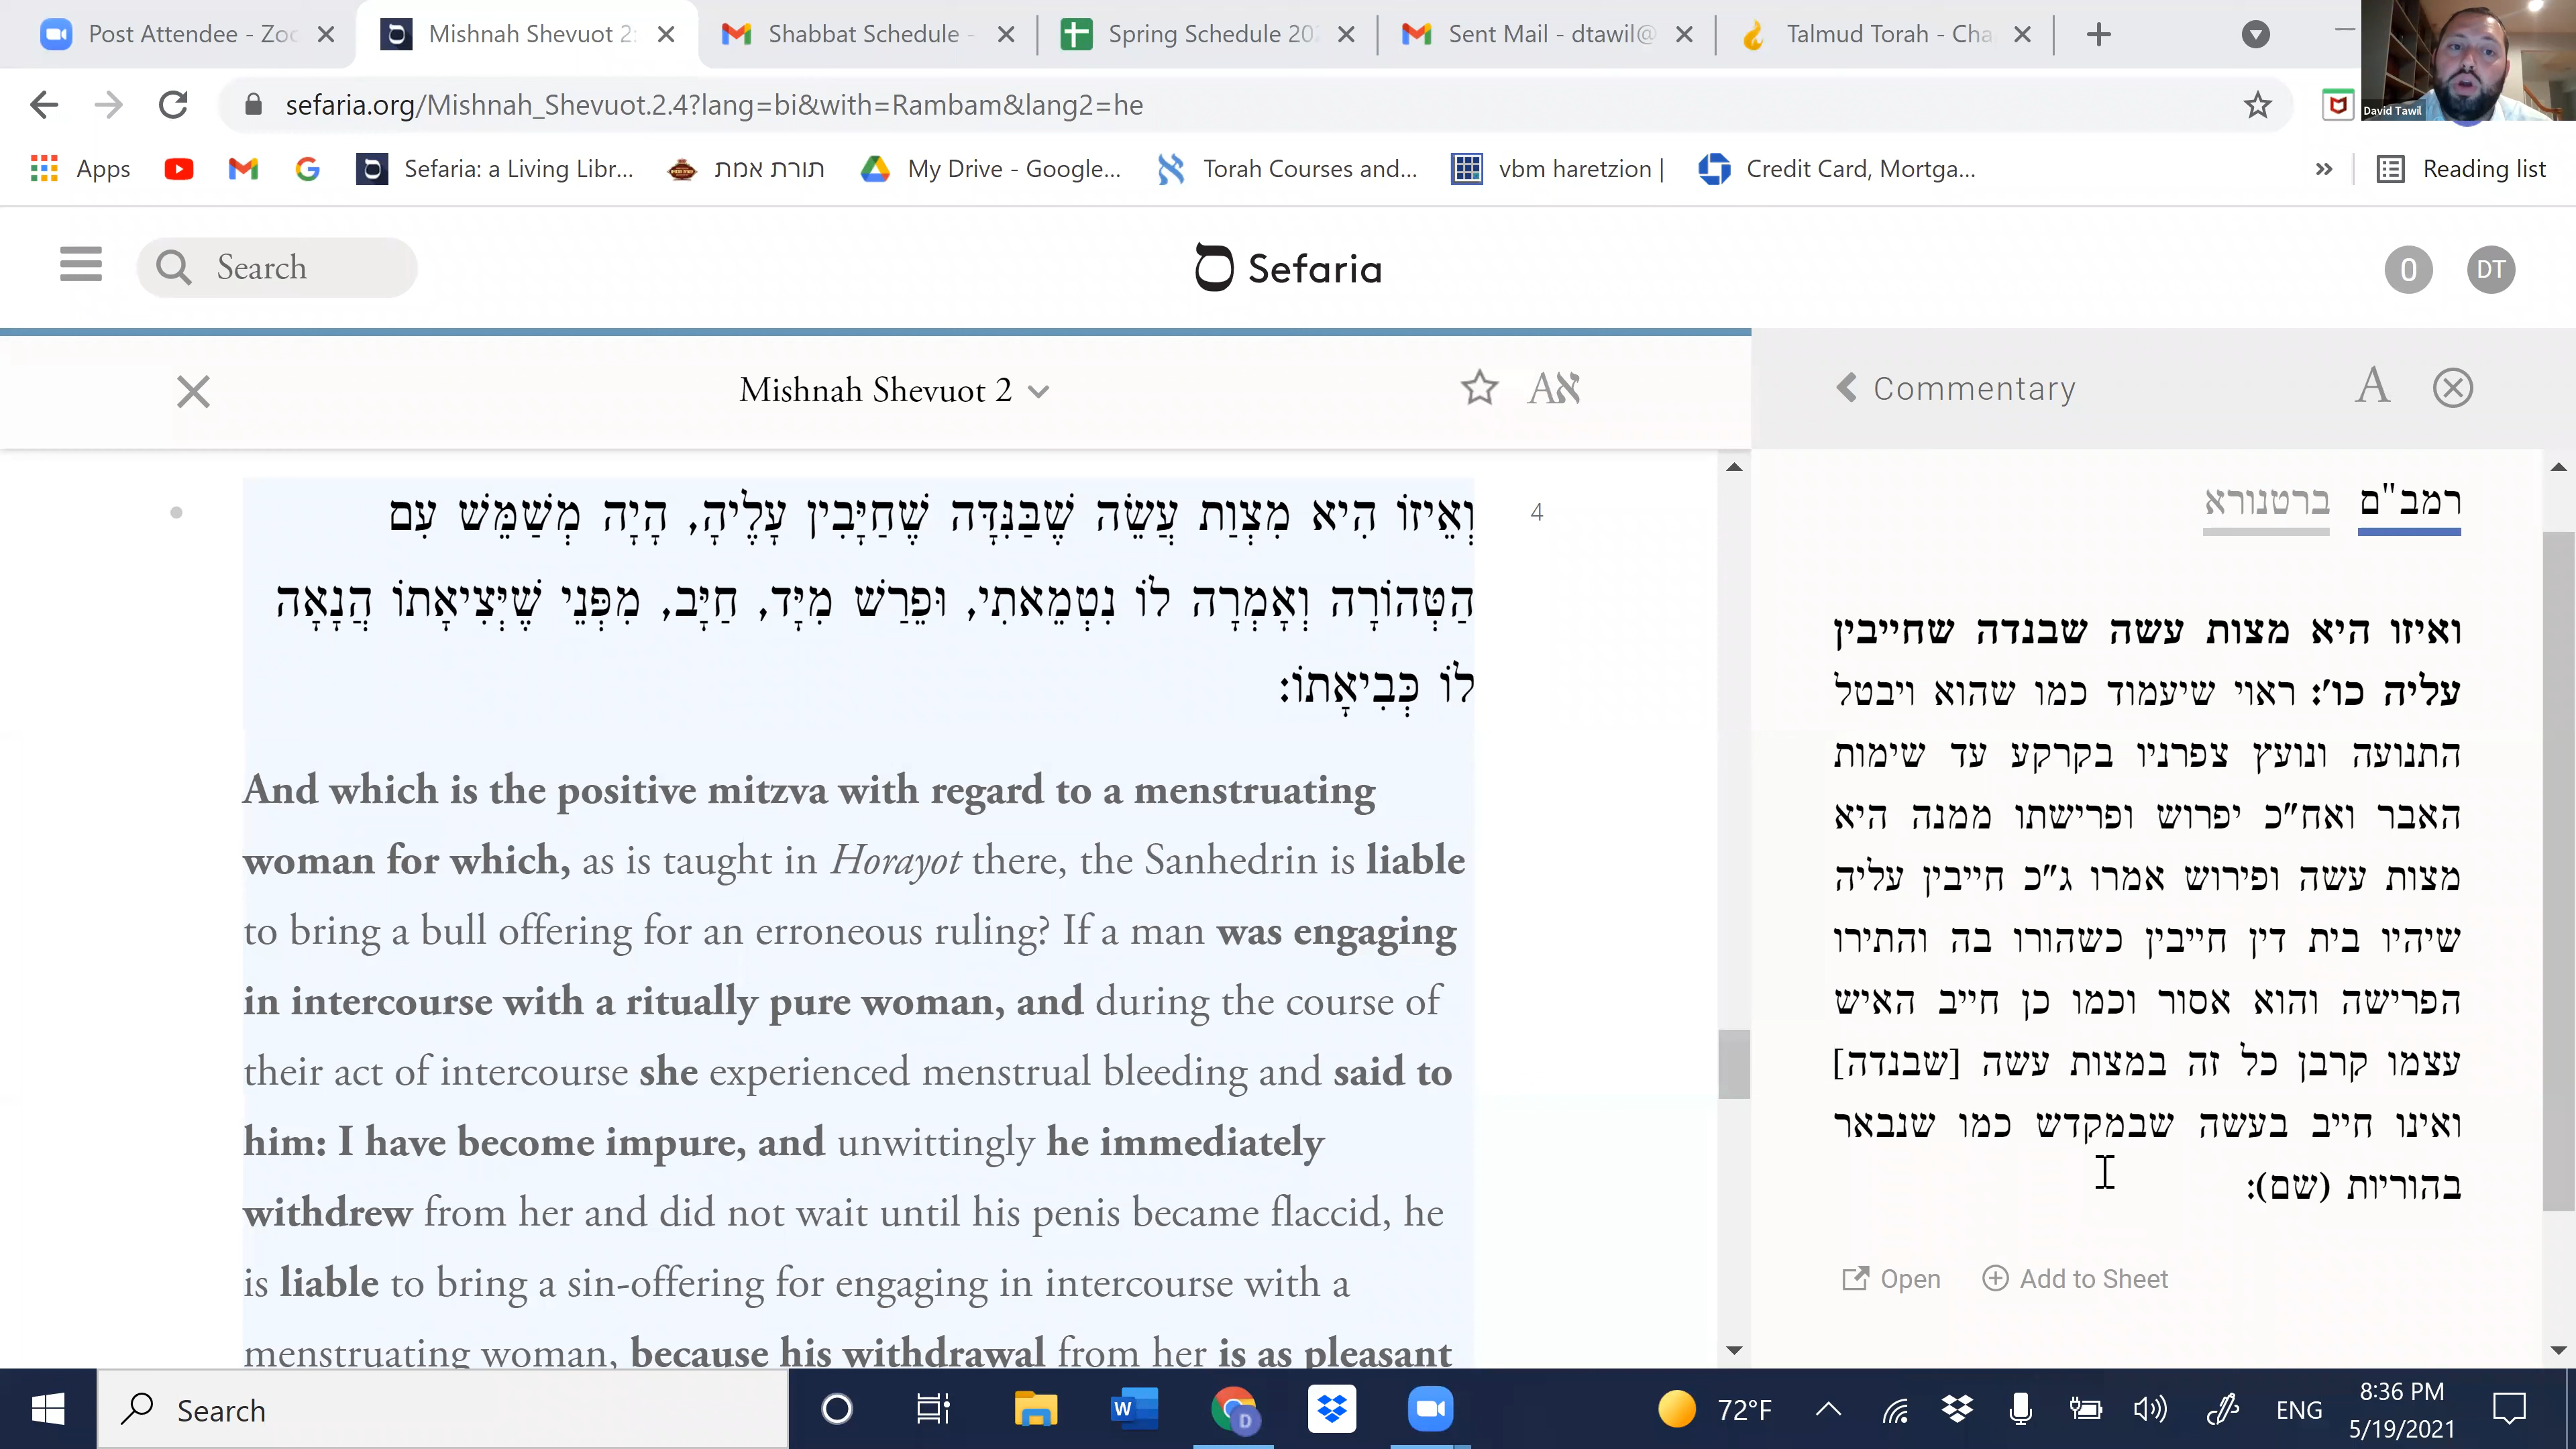 Post Attendee - Zoo
Mishnah Shevuot 2:
Shabbat Schedule -
Spring Schedule 202
Sent Mail - dtawil@
Talmud Torah - Cha
sefaria.org/Mishnah_Shevuot.2.4?lang=bi&with=Rambam&lang2=he
David Tawil
Apps
Sefaria: a Living Libr...
תורת אמת
My Drive - Google...
Torah Courses and...
vbm haretzion |
Credit Card, Mortga...
»
Reading list
Search
Sefaria
0
DT
Mishnah Shevuot 2
Commentary
A
4
וְאֵיזוֹ הִיא מִצְוַת עֲשֵׂה שֶׁבַּנִּדָּה שֶׁחַיָּבִין עָלֶיהָ, הָיָה מְשַׁמֵּשׁ עִם
הַטְּהוֹרָה וְאָמְרָה לוֹ נִטְמֵאתִי, וּפֵרַשׁ מִיָּד, חַיָּב, מִפְּנֵי שֶׁיְּצִיאָתוֹ הֲנָאָה
לוֹ כְּבִיאָתוֹ:
And which is the positive mitzva with regard to a menstruating
woman for which, as is taught in Horayot there, the Sanhedrin is liable
to bring a bull offering for an erroneous ruling? If a man was engaging
in intercourse with a ritually pure woman, and during the course of
their act of intercourse she experienced menstrual bleeding and said to
him: I have become impure, and unwittingly he immediately
withdrew from her and did not wait until his penis became flaccid, he
is liable to bring a sin-offering for engaging in intercourse with a
menstruating woman, because his withdrawal from her is as pleasant
רמב"ם ברטנורא
ואיזו היא מצות עשה שבנדה שחייבין
עליה כו': ראוי שיעמוד כמו שהוא ויבטל
התנועה ונועץ צפרניו בקרקע עד שימות
האבר ואח"כ יפרוש ופרישתו ממנה היא
מצות עשה ופירוש אמרו ג"כ חייבין עליה
שיהיו בית דין חייבין כשהורו בה והתירו
הפרישה והוא אסור וכמו כן חייב האיש
עצמו קרבן כל זה במצות עשה [שבנדה]
ואינו חייב בעשה שבמקדש כמו שנבאר
בהוריות (שם):
Open
Add to Sheet
Search
72°F
ENG
8:36 PM
5/19/2021